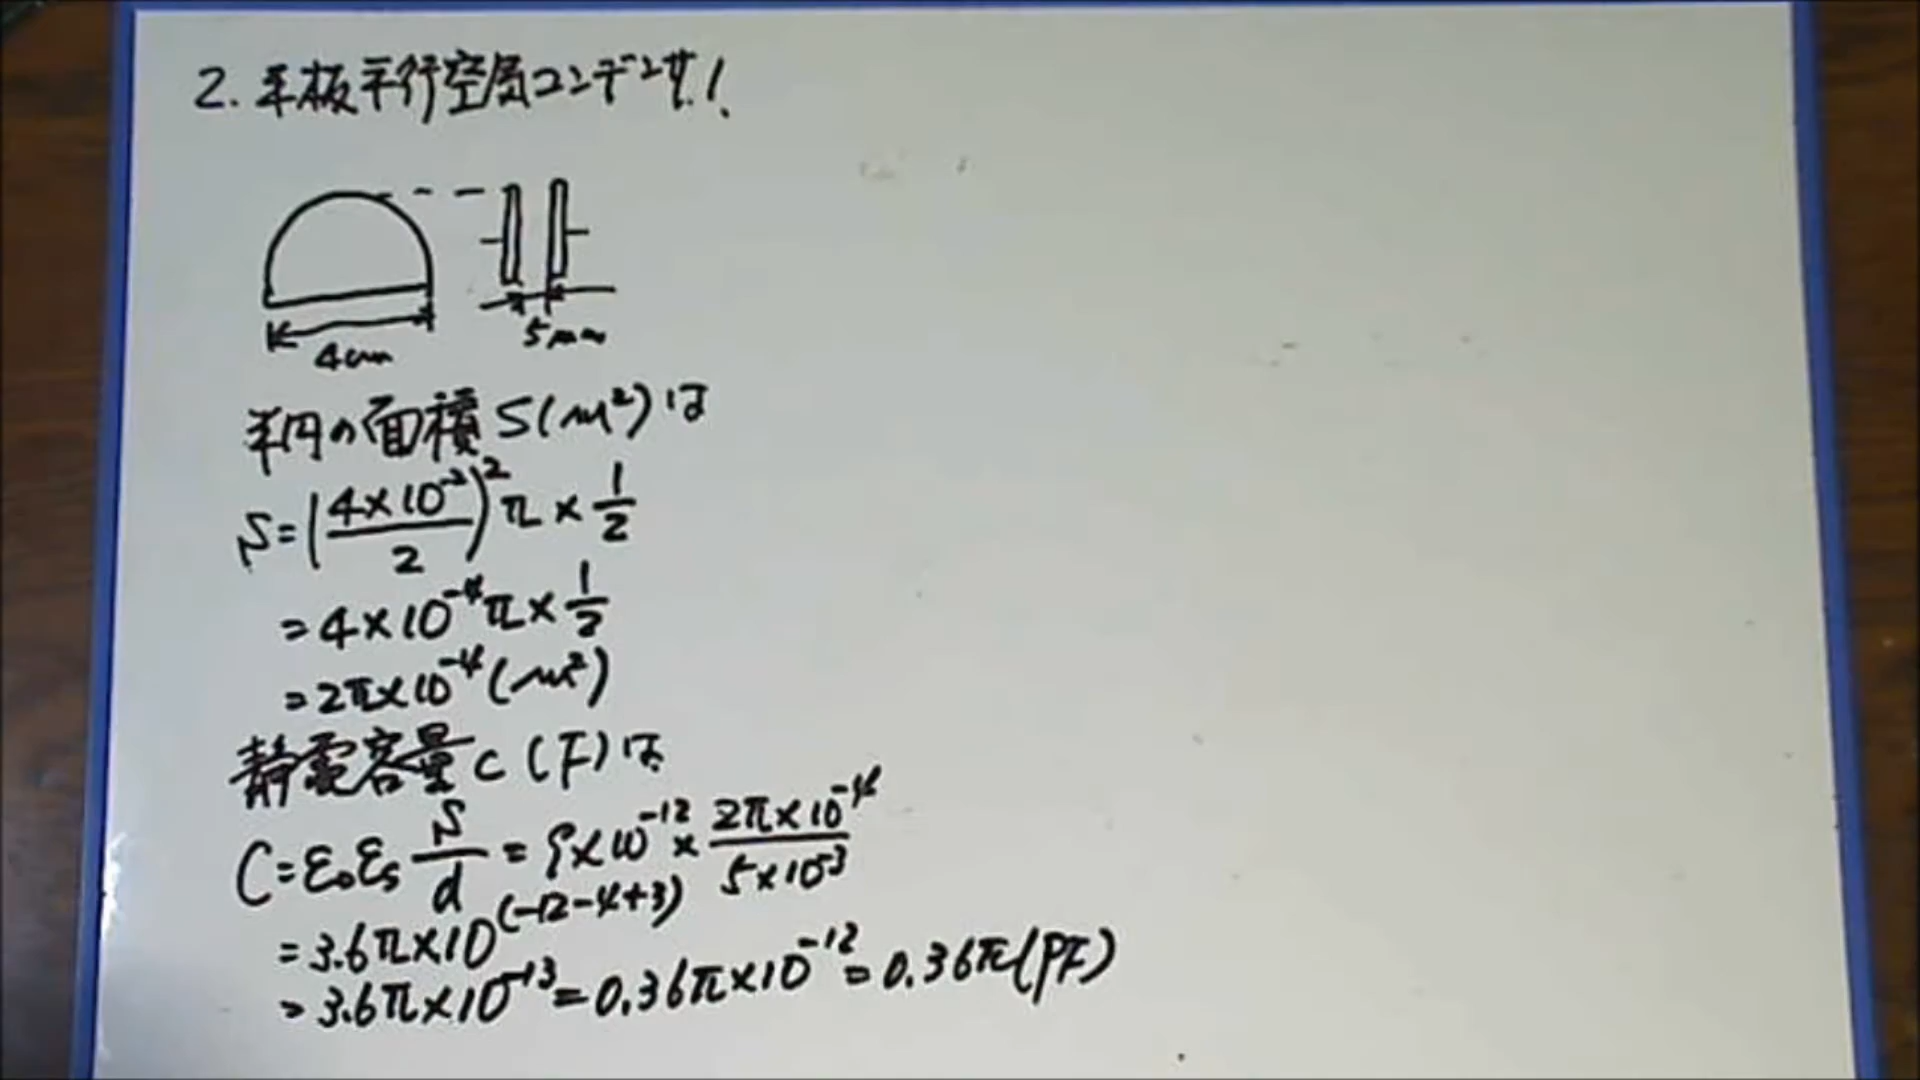 2. 平板平行空気コンデンサ!
4cm
5mm
半円の面積 S(m²)は
S=(4×10⁻²/2)²π×1/2
=4×10⁻⁴π×1/2
=2π×10⁻⁴(m²)
静電容量C(F)は
C=ε₀εs S/d=9×10⁻¹²×2π×10⁻⁴/5×10⁻³
=3.6π×10^(-12-4+3)
=3.6π×10⁻¹³=0.36π×10⁻¹²=0.36π(PF)